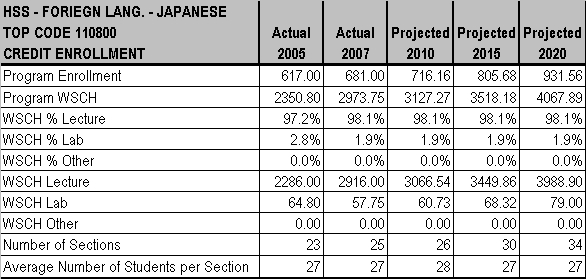 HSS - FORIEGN LANG. - JAPANESE
TOP CODE 110800 Actual Actual Projected Projected Projected
CREDIT ENROLLMENT 2005 2007 2010 2015 2020
Program Enrollment 617.00 681.00 716.16 805.68 931.56
Program WSCH 2350.80 2973.75 3127.27 3518.18 4067.89
WSCH % Lecture 97.2% 98.1% 98.1% 98.1% 98.1%
WSCH % Lab 2.8% 1.9% 1.9% 1.9% 1.9%
WSCH % Other 0.0% 0.0% 0.0% 0.0% 0.0%
WSCH Lecture 2286.00 2916.00 3066.54 3449.86 3988.90
WSCH Lab 64.80 57.75 60.73 68.32 79.00
WSCH Other 0.00 0.00 0.00 0.00 0.00
Number of Sections 23 25 26 30 34
Average Number of Students per Section 27 27 28 27 27